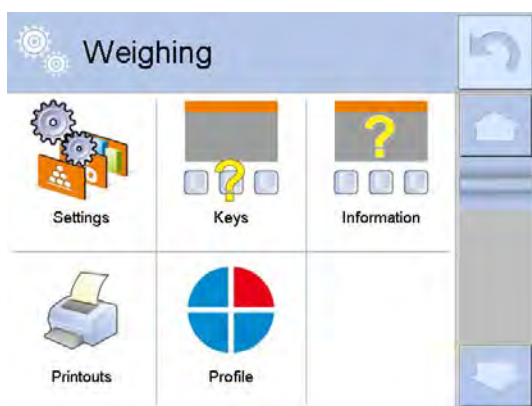 Weighing
Settings
Keys
Information
Printouts
Profile